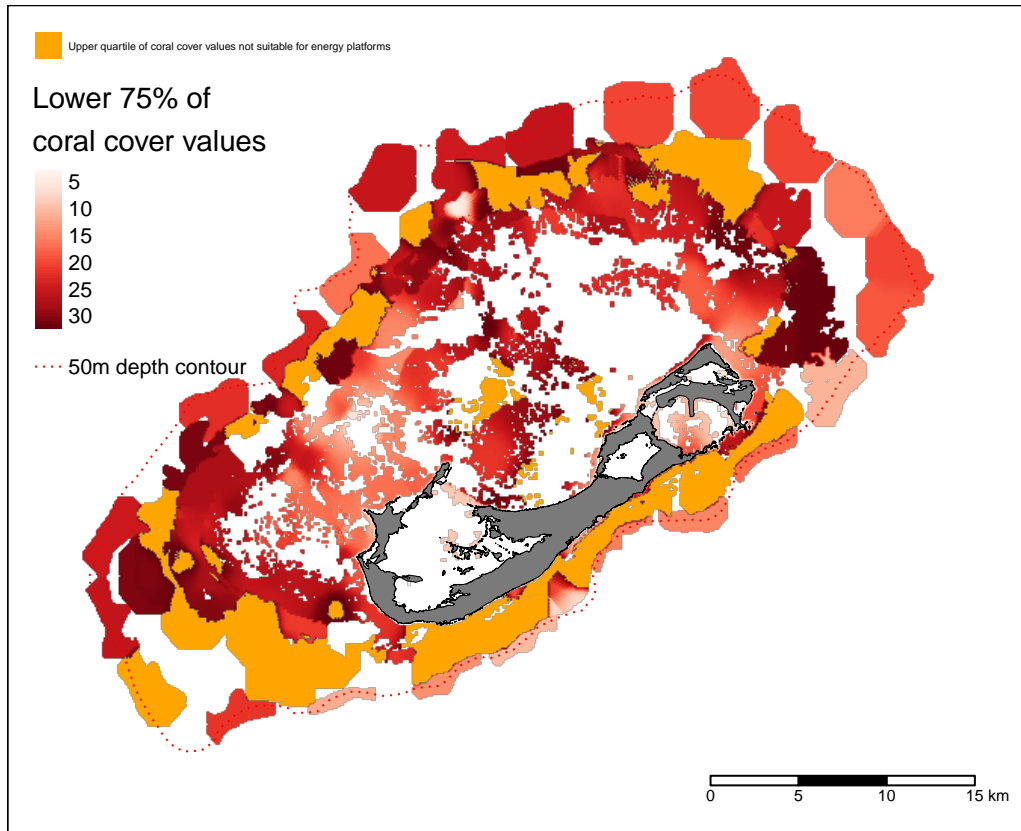 Upper quartile of coral cover values not suitable for energy platforms
Lower 75% of
coral cover values
5
10
15
20
25
30
50m depth contour
0 5 10 15 km